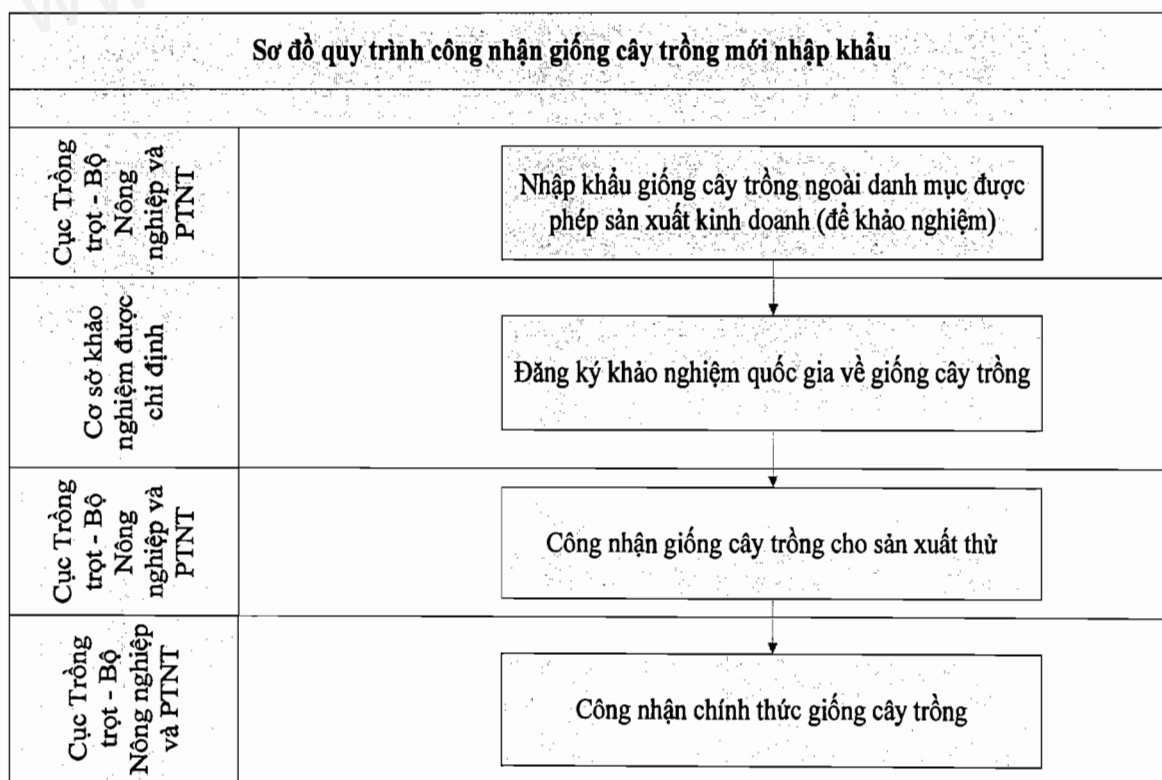 Sơ đồ quy trình công nhận giống cây trồng mới nhập khẩu
Cục Trồng
trọt - Bộ
Nông
nghiệp và
PTNT
Nhập khẩu giống cây trồng ngoài danh mục được
phép sản xuất kinh doanh (để khảo nghiệm)
Cơ sở khảo
nghiệm được
chỉ định
Đăng ký khảo nghiệm quốc gia về giống cây trồng
Cục Trồng
trọt - Bộ
Nông
nghiệp và
PTNT
Công nhận giống cây trồng cho sản xuất thử
Cục Trồng
trọt - Bộ
Nông nghiệp
và PTNT
Công nhận chính thức giống cây trồng